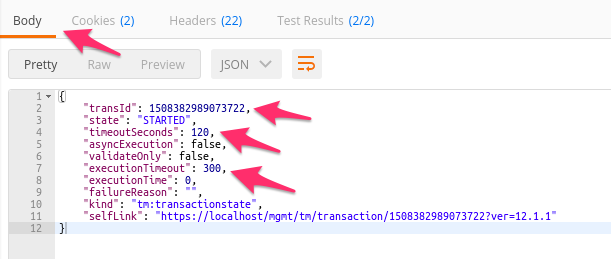 Body Cookies (2) Headers (22) Test Results (2/2)
Pretty Raw Preview JSON
1 {
2 "transId": 1508382989073722,
3 "state": "STARTED",
4 "timeoutSeconds": 120,
5 "asyncExecution": false,
6 "validateOnly": false,
7 "executionTimeout": 300,
8 "executionTime": 0,
9 "failureReason": "",
10 "kind": "tm:transactionstate",
11 "selfLink": "https://localhost/mgmt/tm/transaction/1508382989073722?ver=12.1.1"
12 }